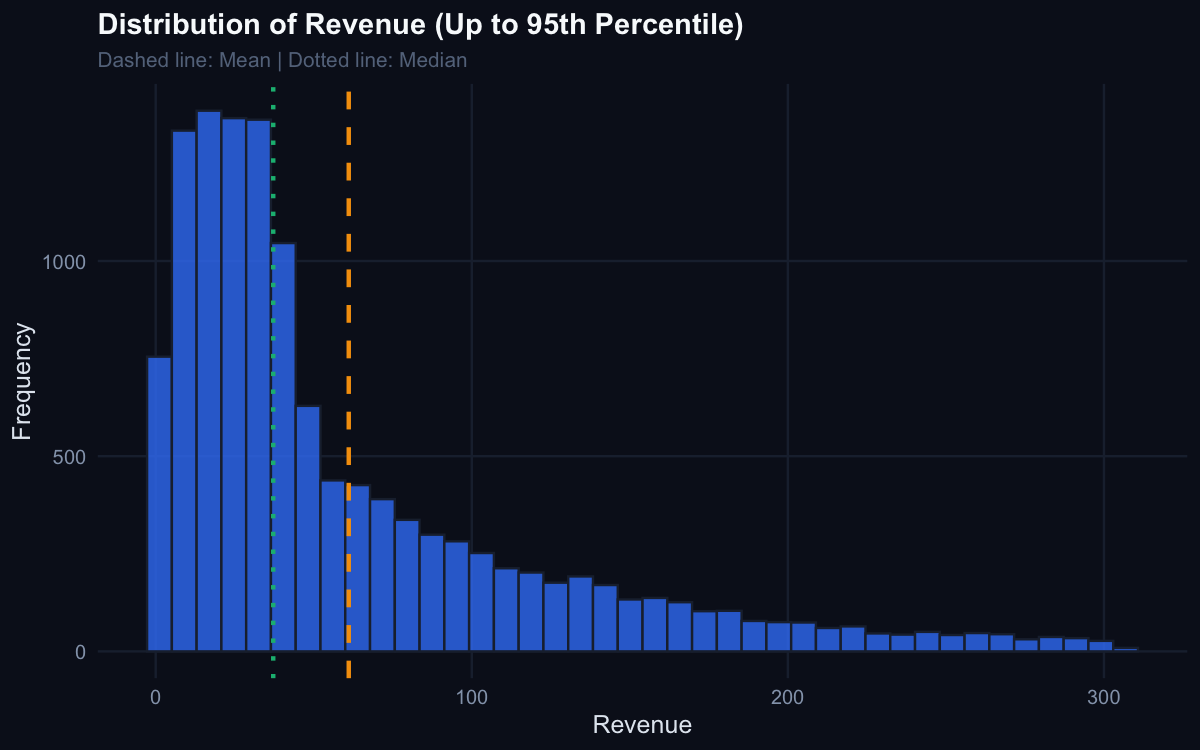 Distribution of Revenue (Up to 95th Percentile)
Dashed line: Mean | Dotted line: Median
Frequency
1000
500
0
0 100 200 300
Revenue